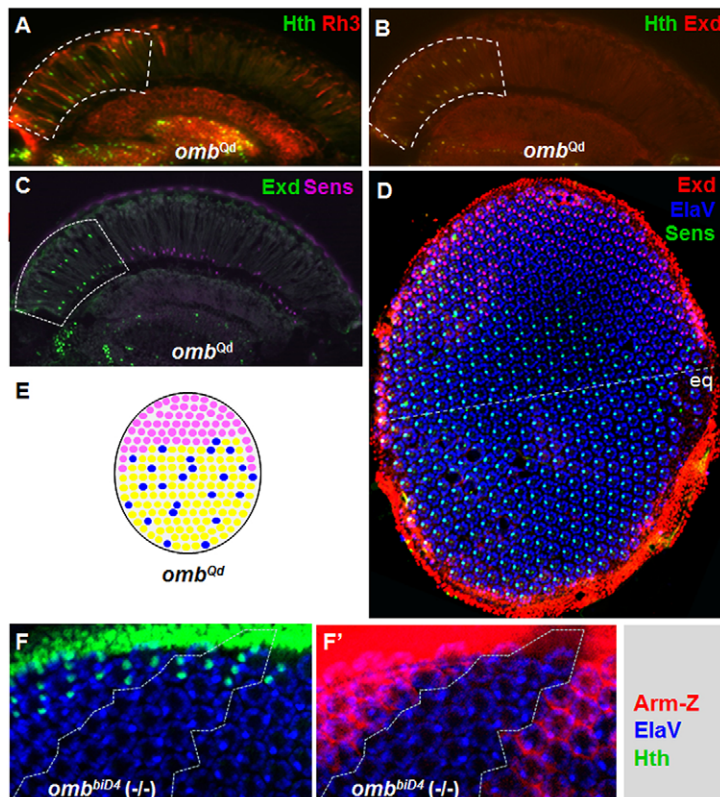 A Hth Rh3
omb^Qd
B Hth Exd
omb^Qd
C Exd Sens
omb^Qd
D Exd
ElaV
Sens
eq
E
omb^Qd
F
omb^biD4 (-/-)
F'
omb^biD4 (-/-)
Arm-Z
ElaV
Hth